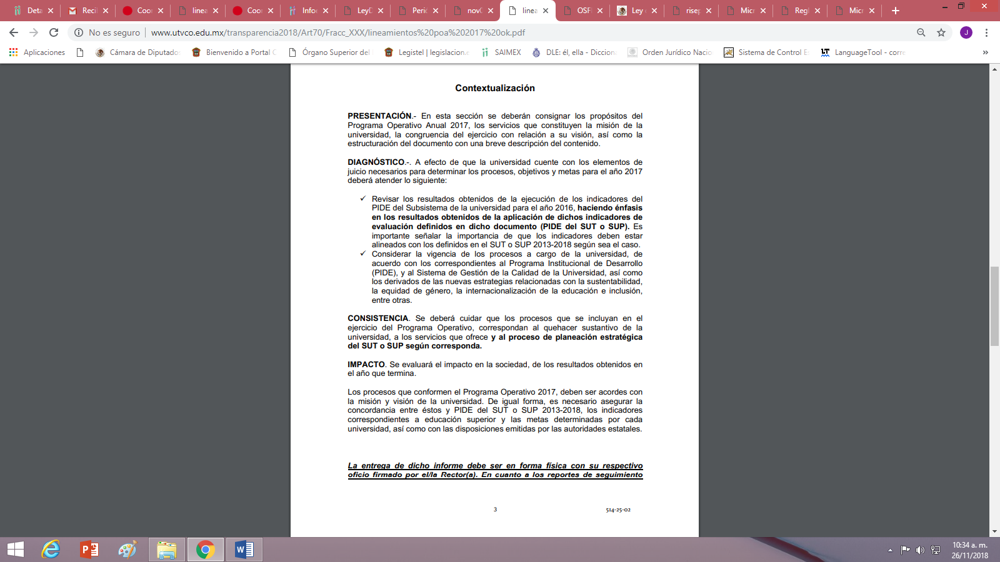 Deta
Reci
Coor
linea
Coor
Infoe
LeyD
Perio
nov0
linea
OSFI
Ley
risep
Micr
Regl
Micr
No es seguro | www.utvco.edu.mx/transparencia2018/Art70/Fracc_XXX/lineamientos%20poa%202017%20ok.pdf
J
Aplicaciones
Cámara de Diputados
Bienvenido a Portal C
Órgano Superior del
Legistel | legislacion.e
SAIMEX
DLE: él, ella - Diccion
Orden Jurídico Nacio
Sistema de Control E
LanguageTool - corre
»
Contextualización
PRESENTACIÓN.- En esta sección se deberán consignar los propósitos del
Programa Operativo Anual 2017, los servicios que constituyen la misión de la
universidad, la congruencia del ejercicio con relación a su visión, así como la
estructuración del documento con una breve descripción del contenido.
DIAGNÓSTICO.-. A efecto de que la universidad cuente con los elementos de
juicio necesarios para determinar los procesos, objetivos y metas para el año 2017
deberá atender lo siguiente:
✓ Revisar los resultados obtenidos de la ejecución de los indicadores del
PIDE del Subsistema de la universidad para el año 2016, haciendo énfasis
en los resultados obtenidos de la aplicación de dichos indicadores de
evaluación definidos en dicho documento (PIDE del SUT o SUP). Es
importante señalar la importancia de que los indicadores deben estar
alineados con los definidos en el SUT o SUP 2013-2018 según sea el caso.
✓ Considerar la vigencia de los procesos a cargo de la universidad, de
acuerdo con los correspondientes al Programa Institucional de Desarrollo
(PIDE), y al Sistema de Gestión de la Calidad de la Universidad, así como
los derivados de las nuevas estrategias relacionadas con la sustentabilidad,
la equidad de género, la internacionalización de la educación e inclusión,
entre otras.
CONSISTENCIA. Se deberá cuidar que los procesos que se incluyan en el
ejercicio del Programa Operativo, correspondan al quehacer sustantivo de la
universidad, a los servicios que ofrece y al proceso de planeación estratégica
del SUT o SUP según corresponda.
IMPACTO. Se evaluará el impacto en la sociedad, de los resultados obtenidos en
el año que termina.
Los procesos que conformen el Programa Operativo 2017, deben ser acordes con
la misión y visión de la universidad. De igual forma, es necesario asegurar la
concordancia entre éstos y PIDE del SUT o SUP 2013-2018, los indicadores
correspondientes a educación superior y las metas determinadas por cada
universidad, así como con las disposiciones emitidas por las autoridades estatales.
La entrega de dicho informe debe ser en forma física con su respectivo
oficio firmado por el/la Rector(a). En cuanto a los reportes de seguimiento
3
514-25-02
10:34 a. m.
26/11/2018